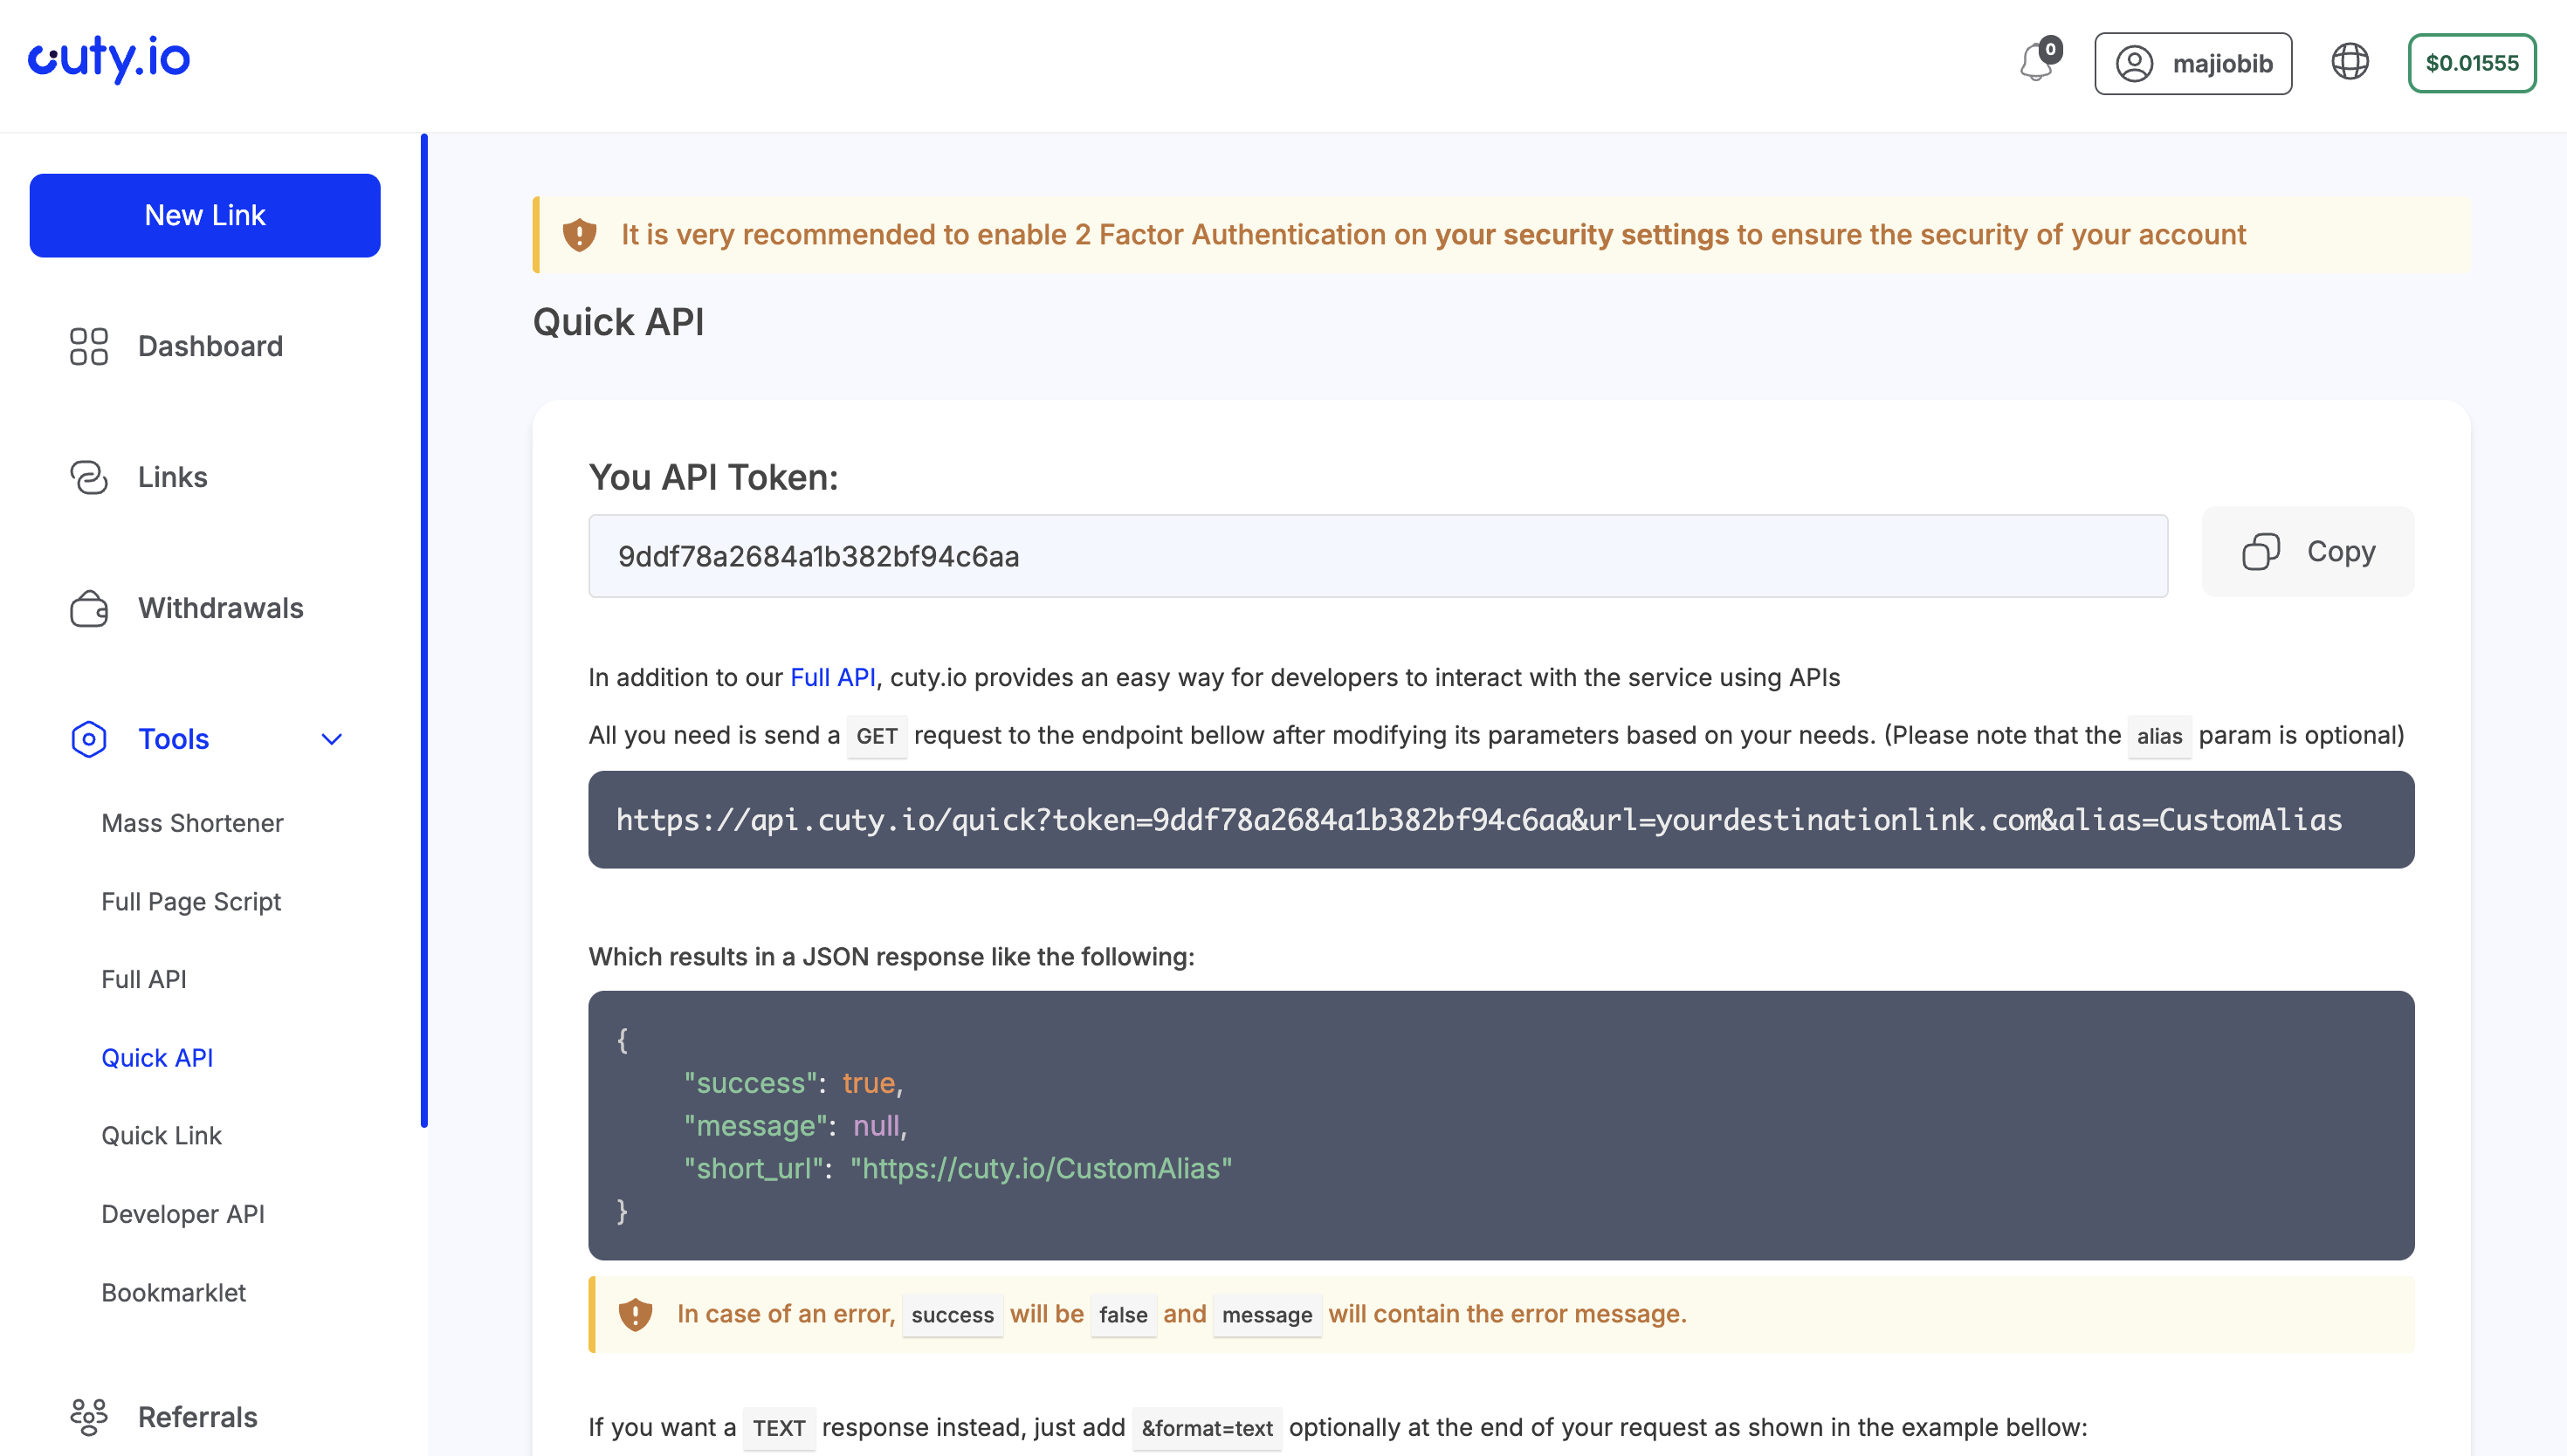 cuty.io
0
majiobib
$0.01555
New Link
Dashboard
Links
Withdrawals
Tools
Mass Shortener
Full Page Script
Full API
Quick API
Quick Link
Developer API
Bookmarklet
Referrals
It is very recommended to enable 2 Factor Authentication on your security settings to ensure the security of your account
Quick API
You API Token:
9ddf78a2684a1b382bf94c6aa
Copy
In addition to our Full API, cuty.io provides an easy way for developers to interact with the service using APIs
All you need is send a GET request to the endpoint bellow after modifying its parameters based on your needs. (Please note that the alias param is optional)
https://api.cuty.io/quick?token=9ddf78a2684a1b382bf94c6aa&url=yourdestinationlink.com&alias=CustomAlias
Which results in a JSON response like the following:
{
"success": true,
"message": null,
"short_url": "https://cuty.io/CustomAlias"
}
In case of an error, success will be false and message will contain the error message.
If you want a TEXT response instead, just add &format=text optionally at the end of your request as shown in the example bellow: